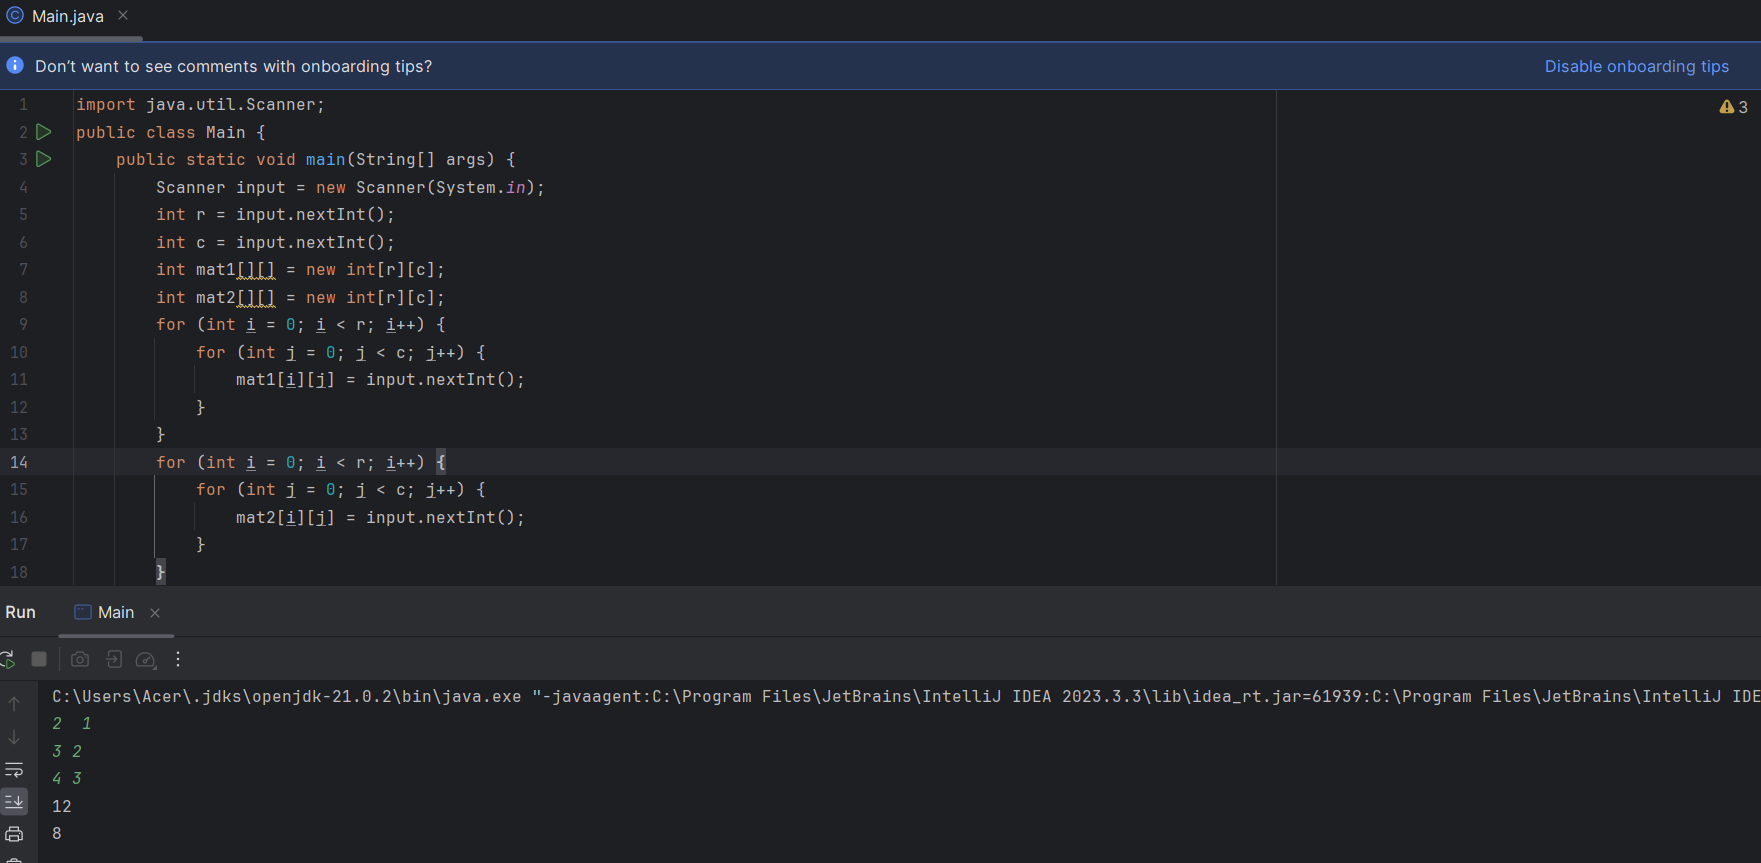 Main.java
Don't want to see comments with onboarding tips? Disable onboarding tips
1 import java.util.Scanner;
3
2 public class Main {
3 public static void main(String[] args) {
4 Scanner input = new Scanner(System.in);
5 int r = input.nextInt();
6 int c = input.nextInt();
7 int mat1[][] = new int[r][c];
8 int mat2[][] = new int[r][c];
9 for (int i = 0; i < r; i++) {
10 for (int j = 0; j < c; j++) {
11 mat1[i][j] = input.nextInt();
12 }
13 }
14 for (int i = 0; i < r; i++) {
15 for (int j = 0; j < c; j++) {
16 mat2[i][j] = input.nextInt();
17 }
18 }
Run Main
C:\Users\Acer\.jdks\openjdk-21.0.2\bin\java.exe "-javaagent:C:\Program Files\JetBrains\IntelliJ IDEA 2023.3.3\lib\idea_rt.jar=61939:C:\Program Files\JetBrains\IntelliJ IDE
2  1
3 2
4 3
12
8